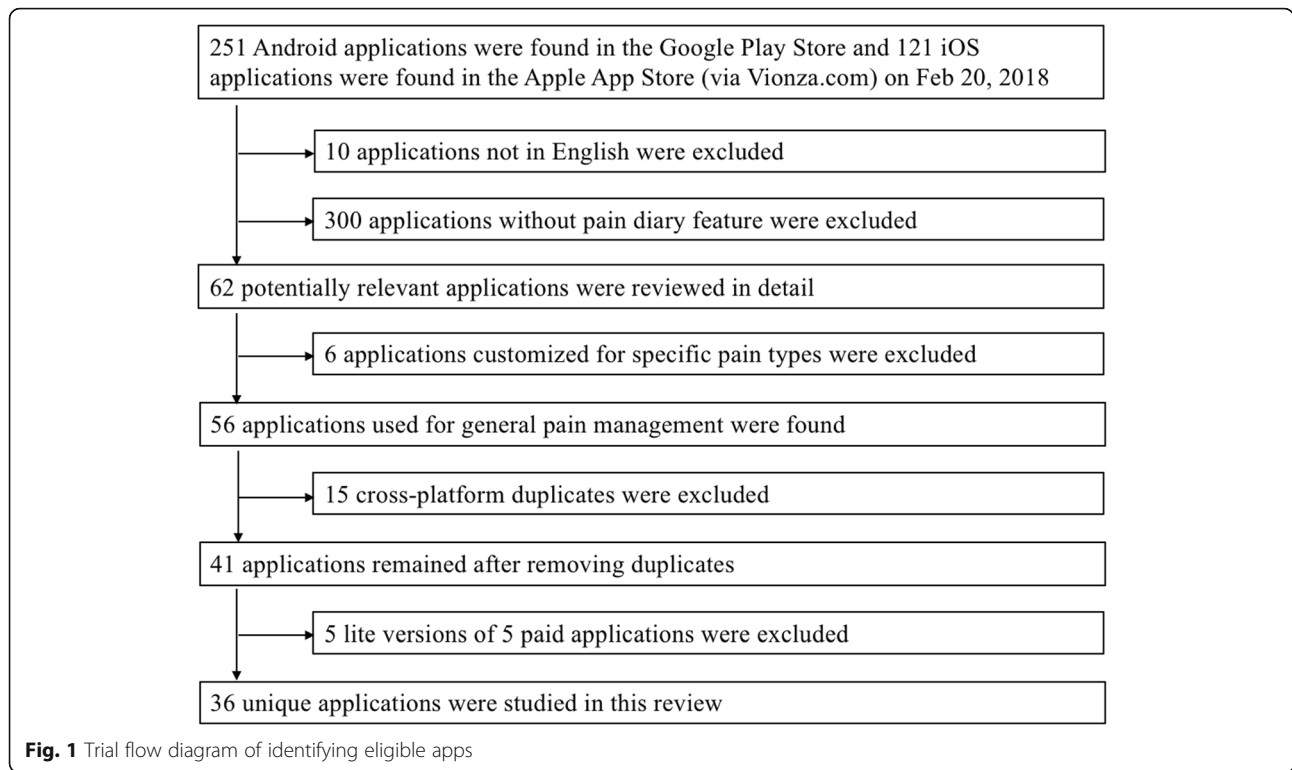 251 Android applications were found in the Google Play Store and 121 iOS
applications were found in the Apple App Store (via Vionza.com) on Feb 20, 2018
10 applications not in English were excluded
300 applications without pain diary feature were excluded
62 potentially relevant applications were reviewed in detail
6 applications customized for specific pain types were excluded
56 applications used for general pain management were found
15 cross-platform duplicates were excluded
41 applications remained after removing duplicates
5 lite versions of 5 paid applications were excluded
36 unique applications were studied in this review
Fig. 1 Trial flow diagram of identifying eligible apps